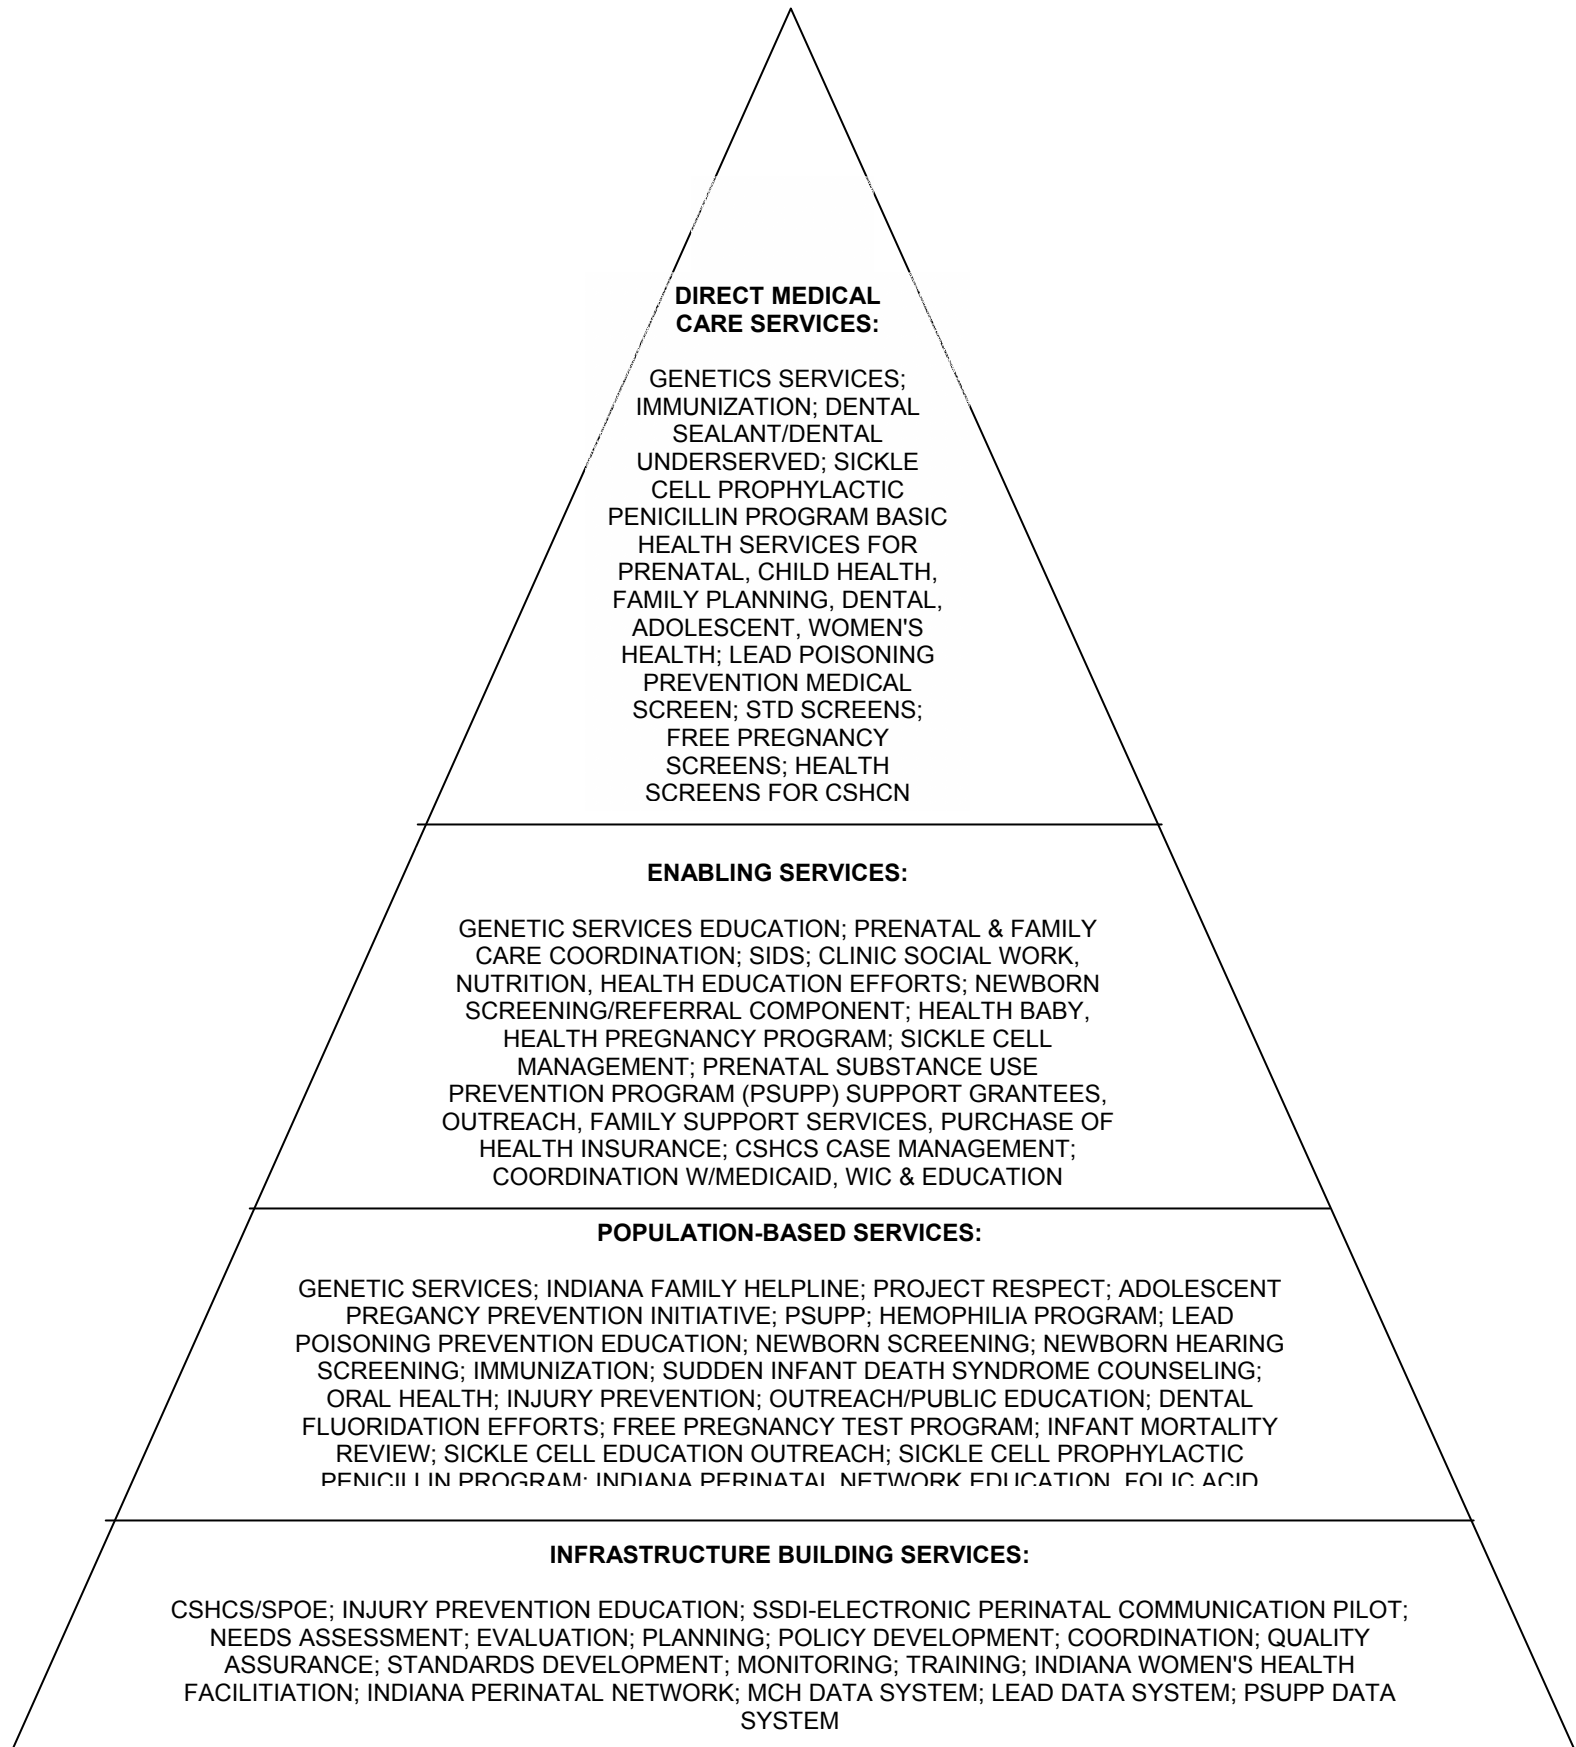 DIRECT MEDICAL
CARE SERVICES:
GENETICS SERVICES;
IMMUNIZATION; DENTAL
SEALANT/DENTAL
UNDERSERVED; SICKLE
CELL PROPHYLACTIC
PENICILLIN PROGRAM BASIC
HEALTH SERVICES FOR
PRENATAL, CHILD HEALTH,
FAMILY PLANNING, DENTAL,
ADOLESCENT, WOMEN'S
HEALTH; LEAD POISONING
PREVENTION MEDICAL
SCREEN; STD SCREENS;
FREE PREGNANCY
SCREENS; HEALTH
SCREENS FOR CSHCN
ENABLING SERVICES:
GENETIC SERVICES EDUCATION; PRENATAL & FAMILY
CARE COORDINATION; SIDS; CLINIC SOCIAL WORK,
NUTRITION, HEALTH EDUCATION EFFORTS; NEWBORN
SCREENING/REFERRAL COMPONENT; HEALTH BABY,
HEALTH PREGNANCY PROGRAM; SICKLE CELL
MANAGEMENT; PRENATAL SUBSTANCE USE
PREVENTION PROGRAM (PSUPP) SUPPORT GRANTEES,
OUTREACH, FAMILY SUPPORT SERVICES, PURCHASE OF
HEALTH INSURANCE; CSHCS CASE MANAGEMENT;
COORDINATION W/MEDICAID, WIC & EDUCATION
POPULATION-BASED SERVICES:
GENETIC SERVICES; INDIANA FAMILY HELPLINE; PROJECT RESPECT; ADOLESCENT
PREGANCY PREVENTION INITIATIVE; PSUPP; HEMOPHILIA PROGRAM; LEAD
POISONING PREVENTION EDUCATION; NEWBORN SCREENING; NEWBORN HEARING
SCREENING; IMMUNIZATION; SUDDEN INFANT DEATH SYNDROME COUNSELING;
ORAL HEALTH; INJURY PREVENTION; OUTREACH/PUBLIC EDUCATION; DENTAL
FLUORIDATION EFFORTS; FREE PREGNANCY TEST PROGRAM; INFANT MORTALITY
REVIEW; SICKLE CELL EDUCATION OUTREACH; SICKLE CELL PROPHYLACTIC
PENICILLIN PROGRAM; INDIANA PERINATAL NETWORK EDUCATION, FOLIC ACID
INFRASTRUCTURE BUILDING SERVICES:
CSHCS/SPOE; INJURY PREVENTION EDUCATION; SSDI-ELECTRONIC PERINATAL COMMUNICATION PILOT;
NEEDS ASSESSMENT; EVALUATION; PLANNING; POLICY DEVELOPMENT; COORDINATION; QUALITY
ASSURANCE; STANDARDS DEVELOPMENT; MONITORING; TRAINING; INDIANA WOMEN'S HEALTH
FACILITIATION; INDIANA PERINATAL NETWORK; MCH DATA SYSTEM; LEAD DATA SYSTEM; PSUPP DATA
SYSTEM